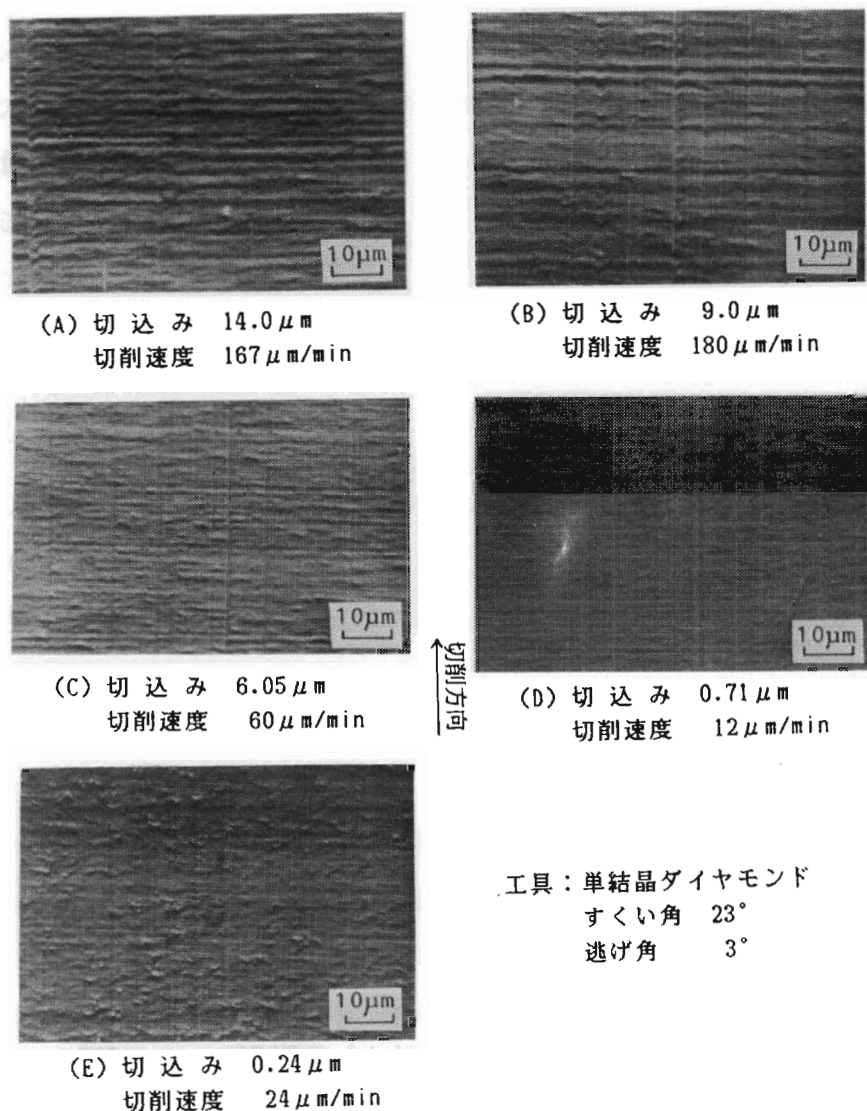 10μm
10μm
(A) 切込み 14.0μm
切削速度 167μm/min
(B) 切込み 9.0μm
切削速度 180μm/min
10μm
10μm
切削方向
(C) 切込み 6.05μm
切削速度 60μm/min
(D) 切込み 0.71μm
切削速度 12μm/min
10μm
工具：単結晶ダイヤモンド
すくい角 23°
逃げ角 3°
(E) 切込み 0.24μm
切削速度 24μm/min